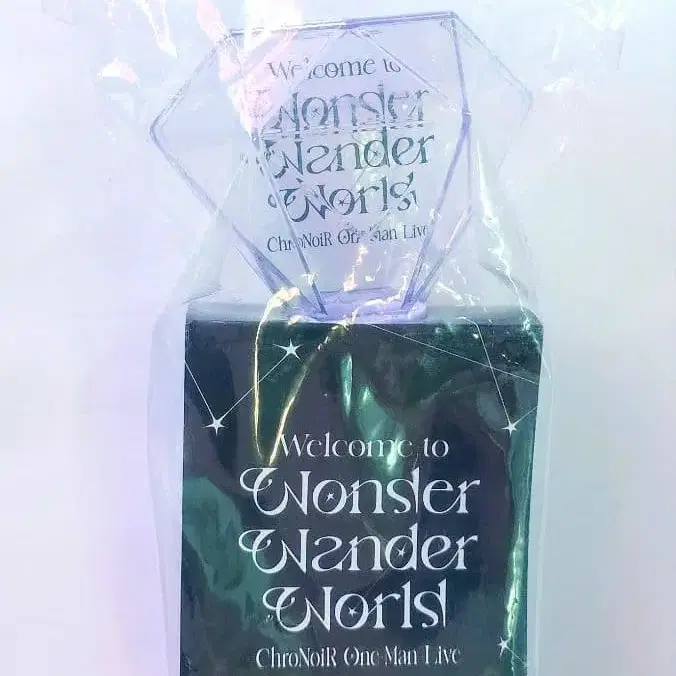 Welcome to
Wonder
Wander
World
ChroNoiR One Man Live
Welcome to
Wonder
Wander
World
ChroNoiR One Man Live